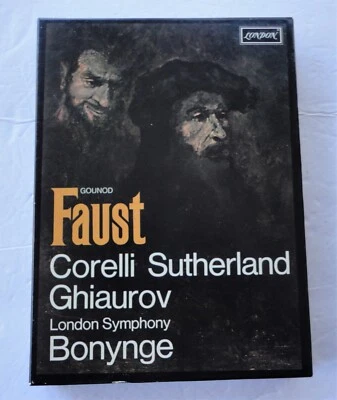 LONDON
GOUNOD
Faust
Corelli Sutherland
Ghiaurov
London Symphony
Bonynge